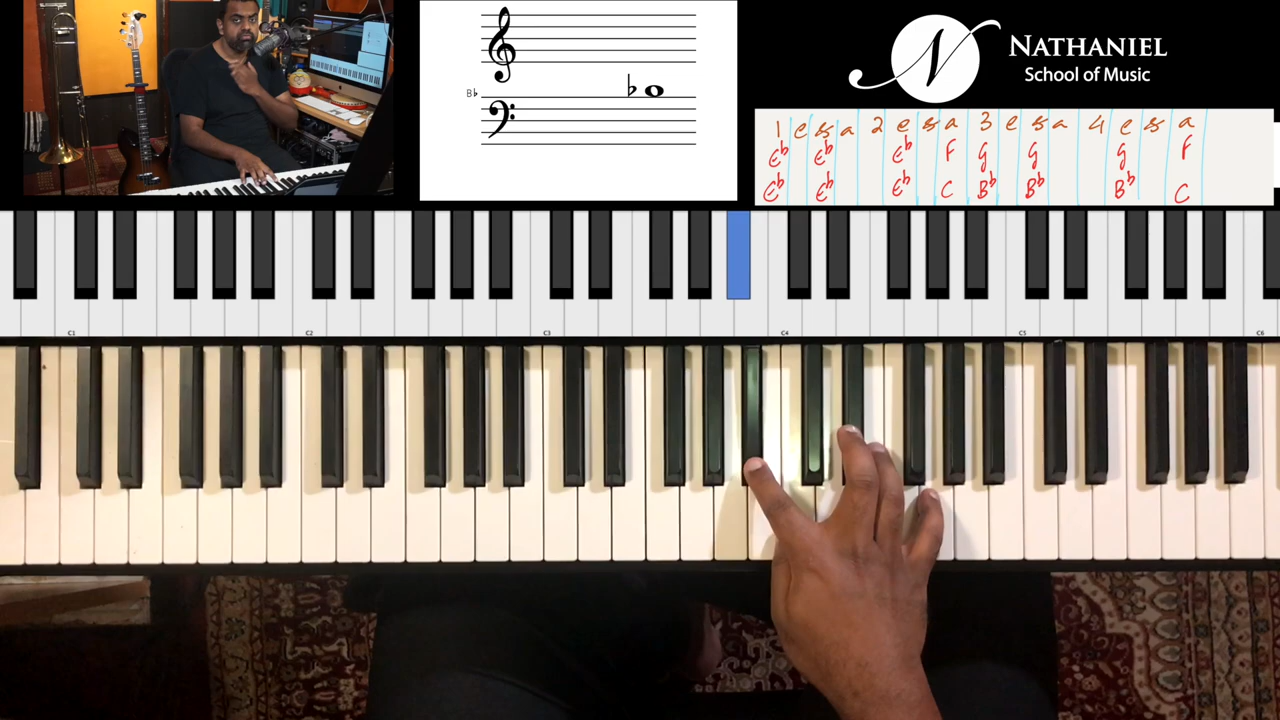 NATHANIEL
School of Music
B♭
1 e & a 2 e & a 3 e & a 4 e & a
E♭ E♭ E♭ F G G G F
E♭ E♭ E♭ C B♭ B♭ B♭ C
C1 C2 C3 C4 C5 C6